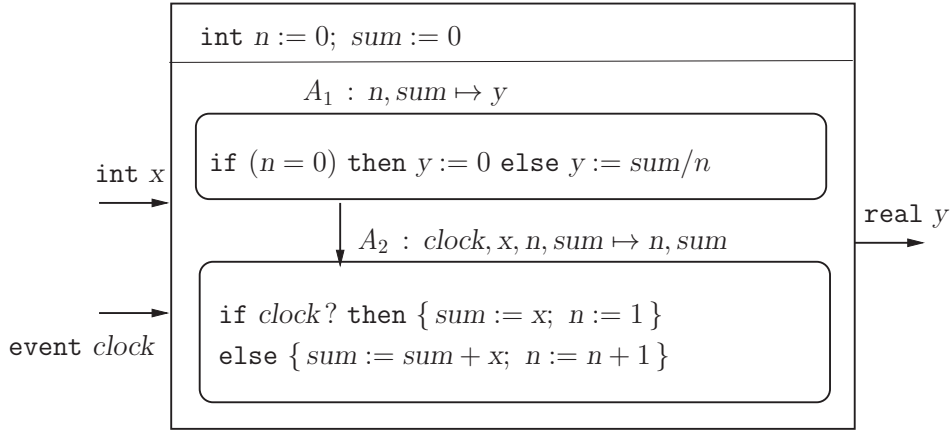 int n := 0; sum := 0
A₁ : n, sum ↦ y
if (n = 0) then y := 0 else y := sum/n
int x
real y
A₂ : clock, x, n, sum ↦ n, sum
if clock? then { sum := x; n := 1 }
else { sum := sum + x; n := n + 1 }
event clock